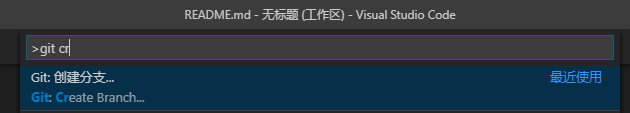 README.md - 无标题 (工作区) - Visual Studio Code
>git cr
Git: 创建分支... 最近使用
Git: Create Branch...